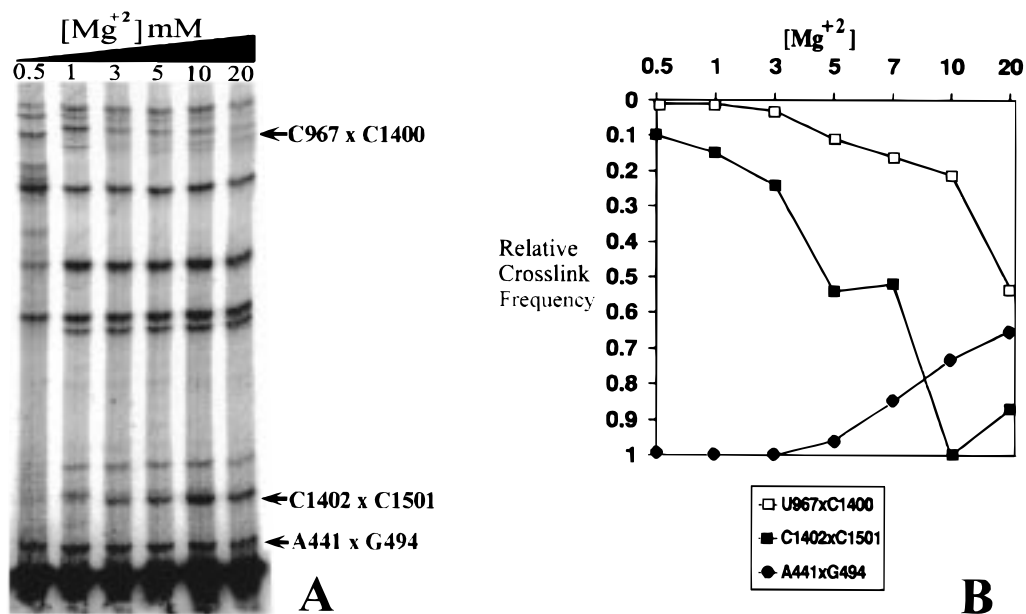 [Mg+2] mM
0.5 1 3 5 10 20
C967 x C1400
C1402 x C1501
A441 x G494
A
[Mg+2]
0.5 1 3 5 7 10 20
0
0.1
0.2
0.3
0.4
0.5
0.6
0.7
0.8
0.9
1
Relative
Crosslink
Frequency
U967xC1400
C1402xC1501
A441xG494
B